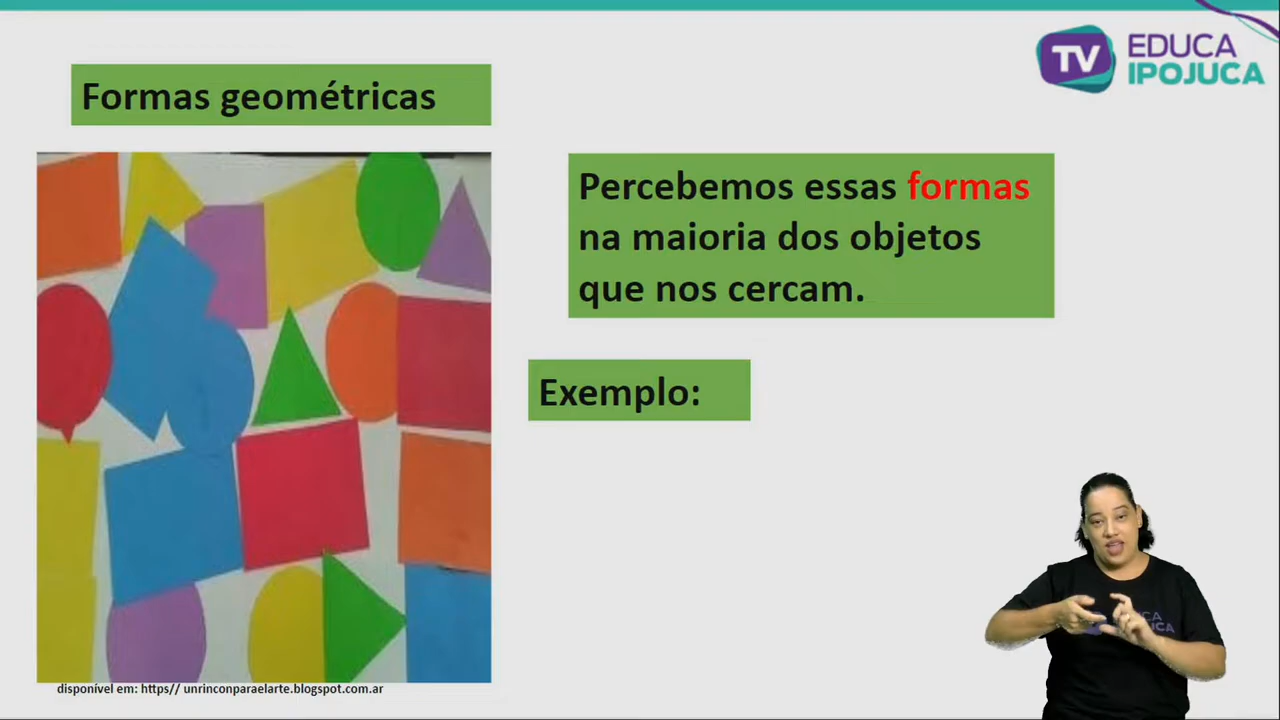 TV EDUCA
IPOJUCA
Formas geométricas
Percebemos essas formas
na maioria dos objetos
que nos cercam.
Exemplo:
disponível em: https// unrinconparaelarte.blogspot.com.ar